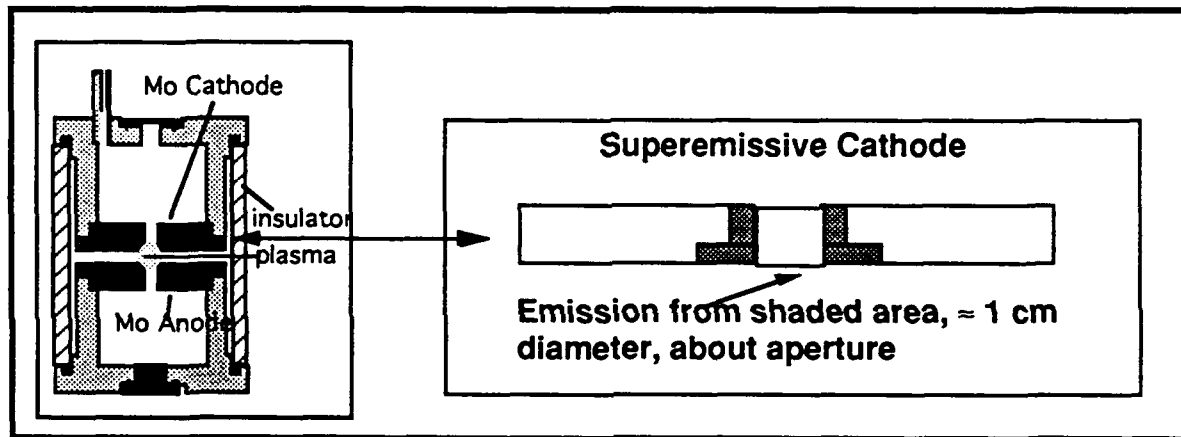 Mo Cathode
insulator
plasma
Mo Anode
Superemissive Cathode
Emission from shaded area, ≈ 1 cm
diameter, about aperture